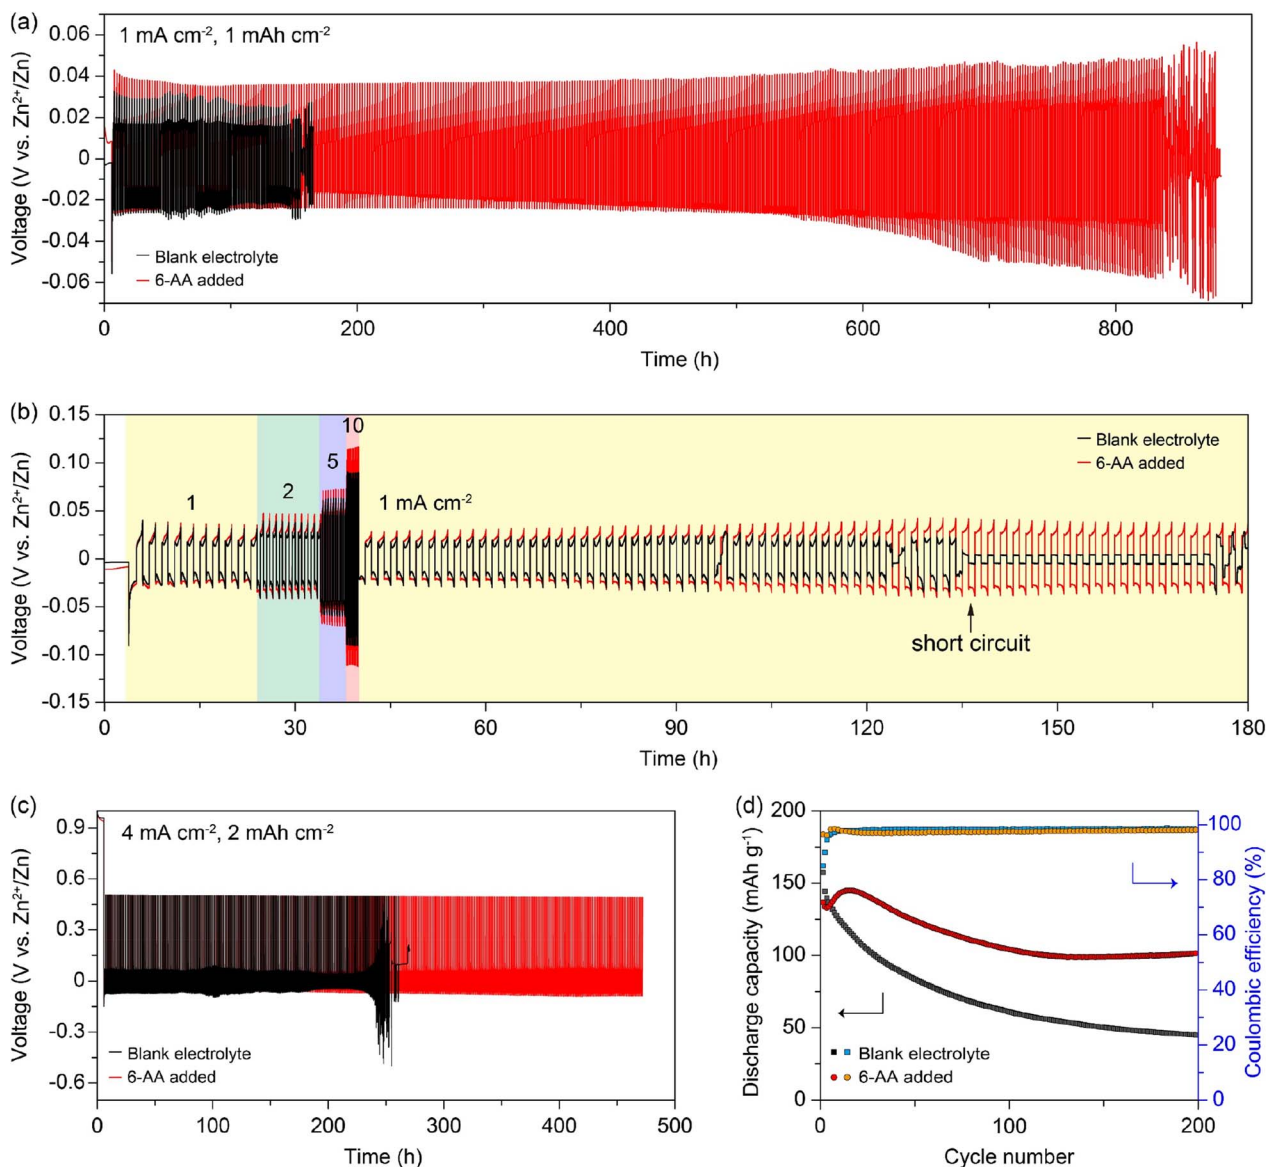 (a)
1 mA cm⁻², 1 mAh cm⁻²
Voltage (V vs. Zn²⁺/Zn)
0.06
0.04
0.02
0
-0.02
-0.04
-0.06
Blank electrolyte
6-AA added
0 200 400 600 800
Time (h)
(b)
Voltage (V vs. Zn²⁺/Zn)
0.15
0.10
0.05
0
-0.05
-0.10
-0.15
1
2
5
10
1 mA cm⁻²
Blank electrolyte
6-AA added
short circuit
0 30 60 90 120 150 180
Time (h)
(c)
4 mA cm⁻², 2 mAh cm⁻²
Voltage (V vs. Zn²⁺/Zn)
0.9
0.6
0.3
0
-0.3
-0.6
Blank electrolyte
6-AA added
0 100 200 300 400 500
Time (h)
(d)
Discharge capacity (mAh g⁻¹)
200
150
100
50
0
Blank electrolyte
6-AA added
0 100 200
Cycle number
100
80
60
40
20
0
Coulombic efficiency (%)